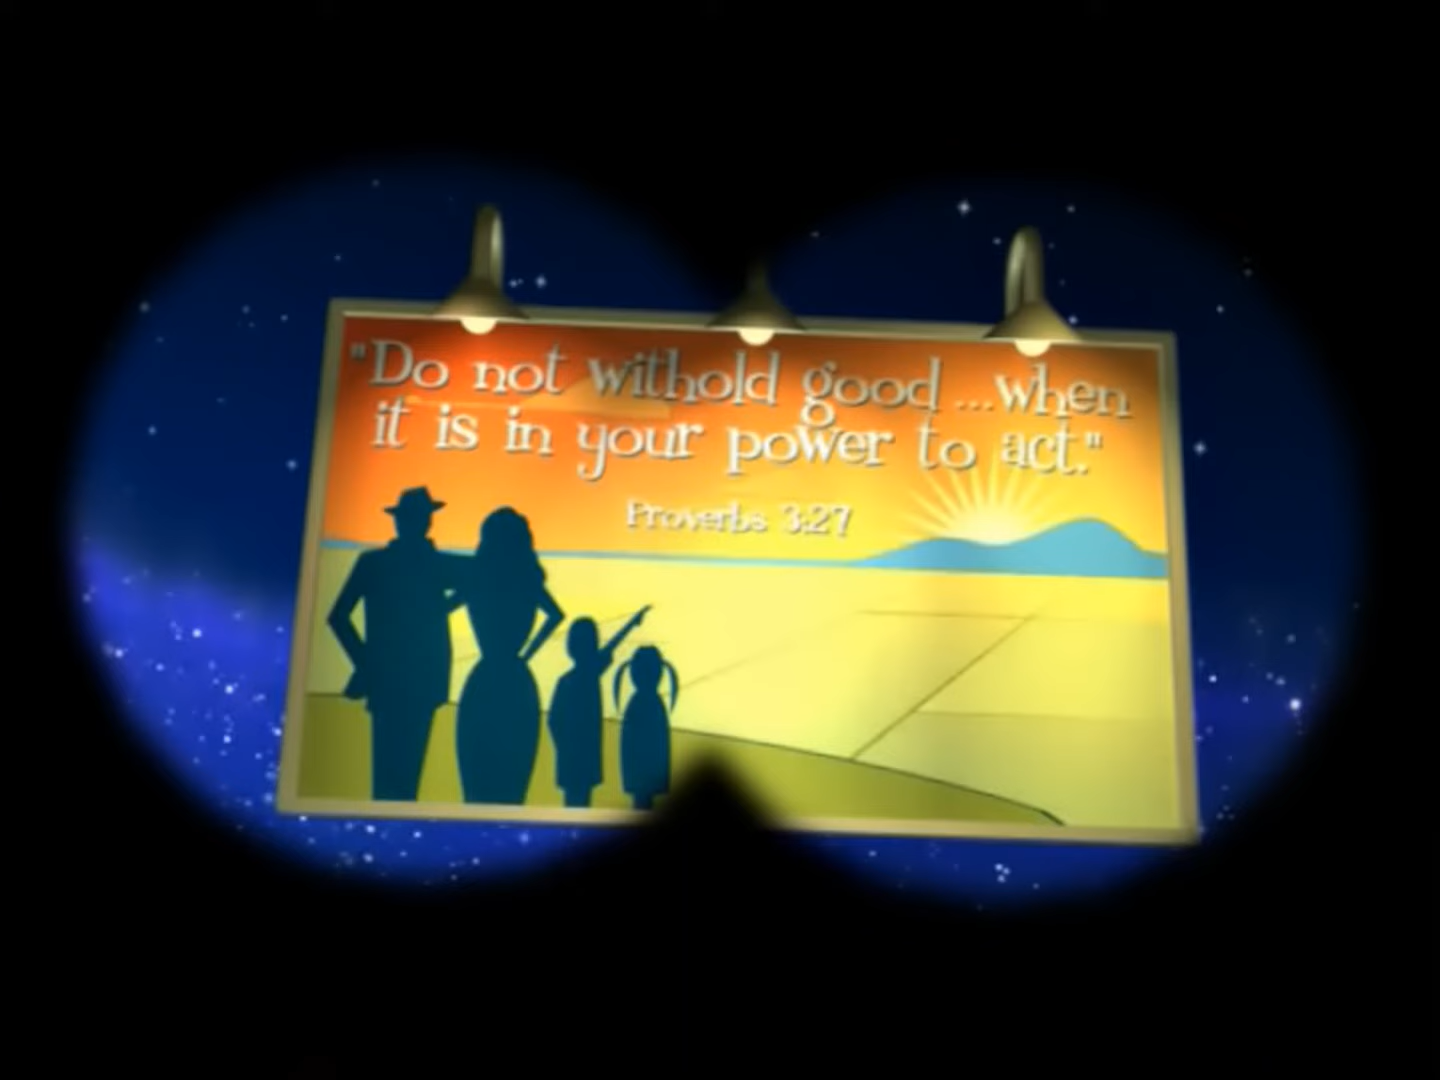 "Do not withold good ...when
it is in your power to act."
Proverbs 3:27